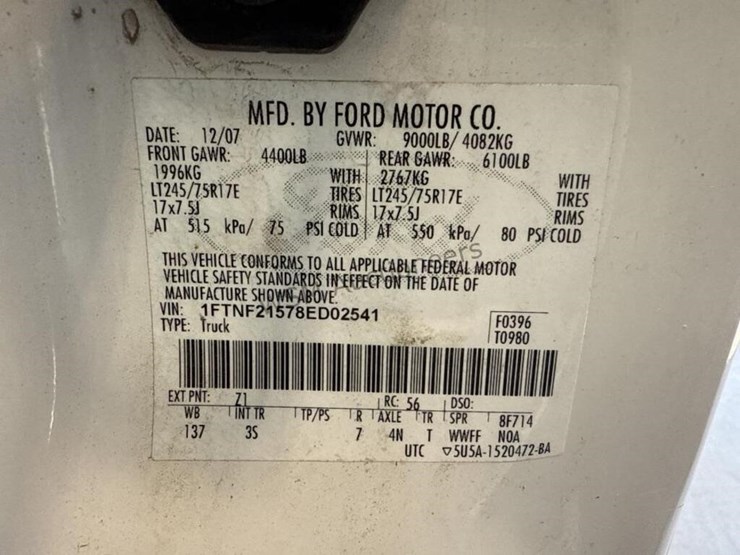 MFD. BY FORD MOTOR CO.
DATE: 12/07 GVWR: 9000LB/ 4082KG
FRONT GAWR: 4400LB REAR GAWR: 6100LB
1996KG WITH 2767KG WITH
LT245/75R17E TIRES LT245/75R17E TIRES
17x7.5J RIMS 17x7.5J RIMS
AT 515 kPa/ 75 PSI COLD AT 550 kPa/ 80 PSI COLD
THIS VEHICLE CONFORMS TO ALL APPLICABLE FEDERAL MOTOR
VEHICLE SAFETY STANDARDS IN EFFECT ON THE DATE OF
MANUFACTURE SHOWN ABOVE.
VIN: 1FTNF21578ED02541
TYPE: Truck
F0396
T0980
EXT PNT: Z1 RC: 56 DSO:
WB INT TR TP/PS R AXLE TR SPR 8F714
137 3S 7 4N T WWFF NOA
UTC ▽5U5A-1520472-BA